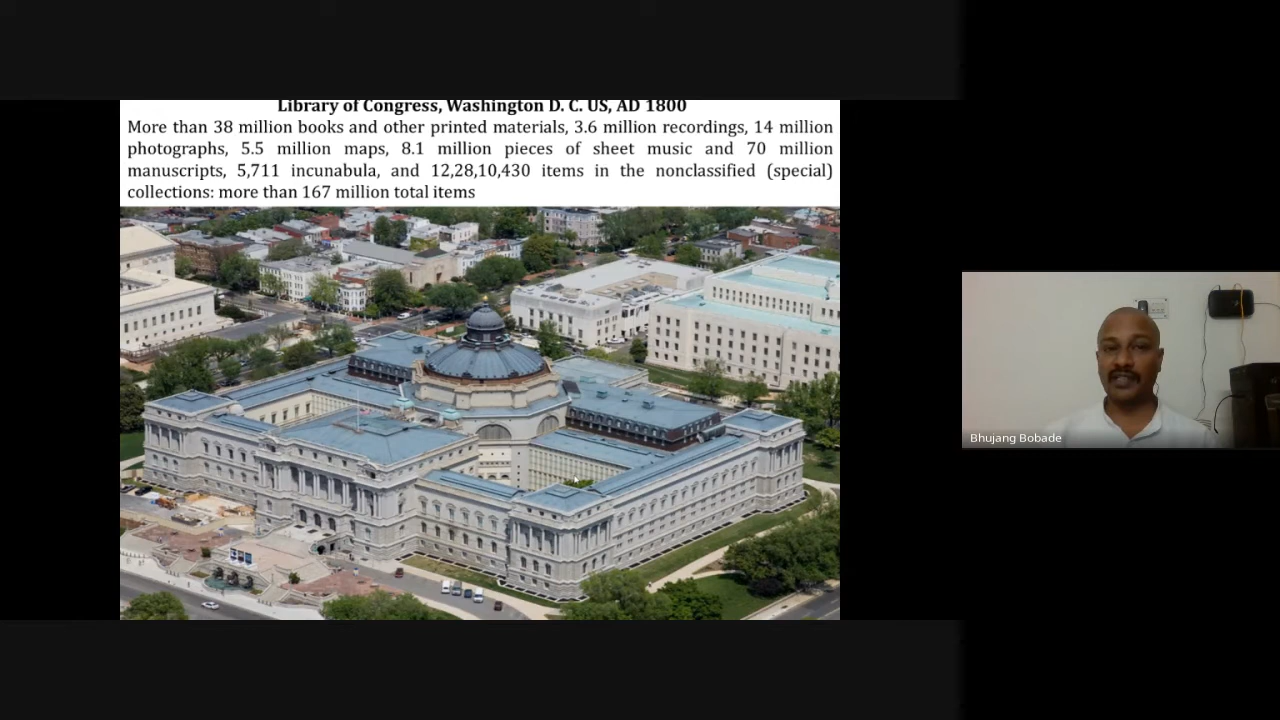 Library of Congress, Washington D. C. US, AD 1800
More than 38 million books and other printed materials, 3.6 million recordings, 14 million
photographs, 5.5 million maps, 8.1 million pieces of sheet music and 70 million
manuscripts, 5,711 incunabula, and 12,28,10,430 items in the nonclassified (special)
collections: more than 167 million total items
Bhujang Bobade